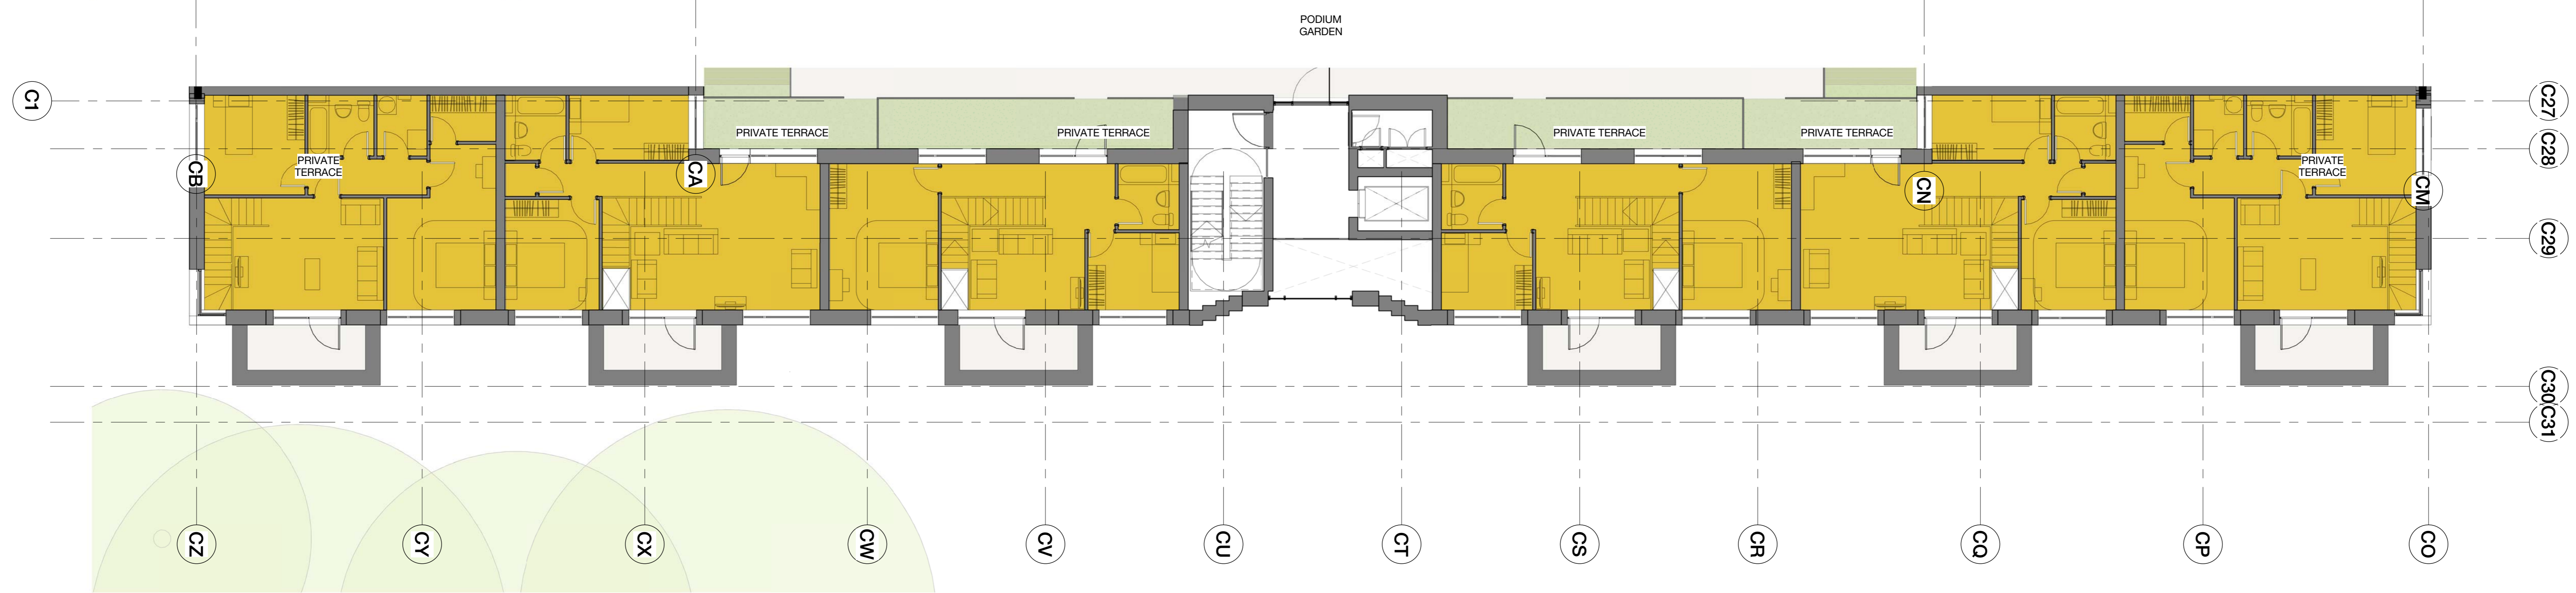 PODIUM
GARDEN
C1
C27
PRIVATE TERRACE
PRIVATE TERRACE
PRIVATE TERRACE
PRIVATE TERRACE
C28
PRIVATE
TERRACE
PRIVATE
TERRACE
CB
CA
CN
CM
C29
C30
C31
CZ
CY
CX
CW
CV
CU
CT
CS
CR
CQ
CP
CO